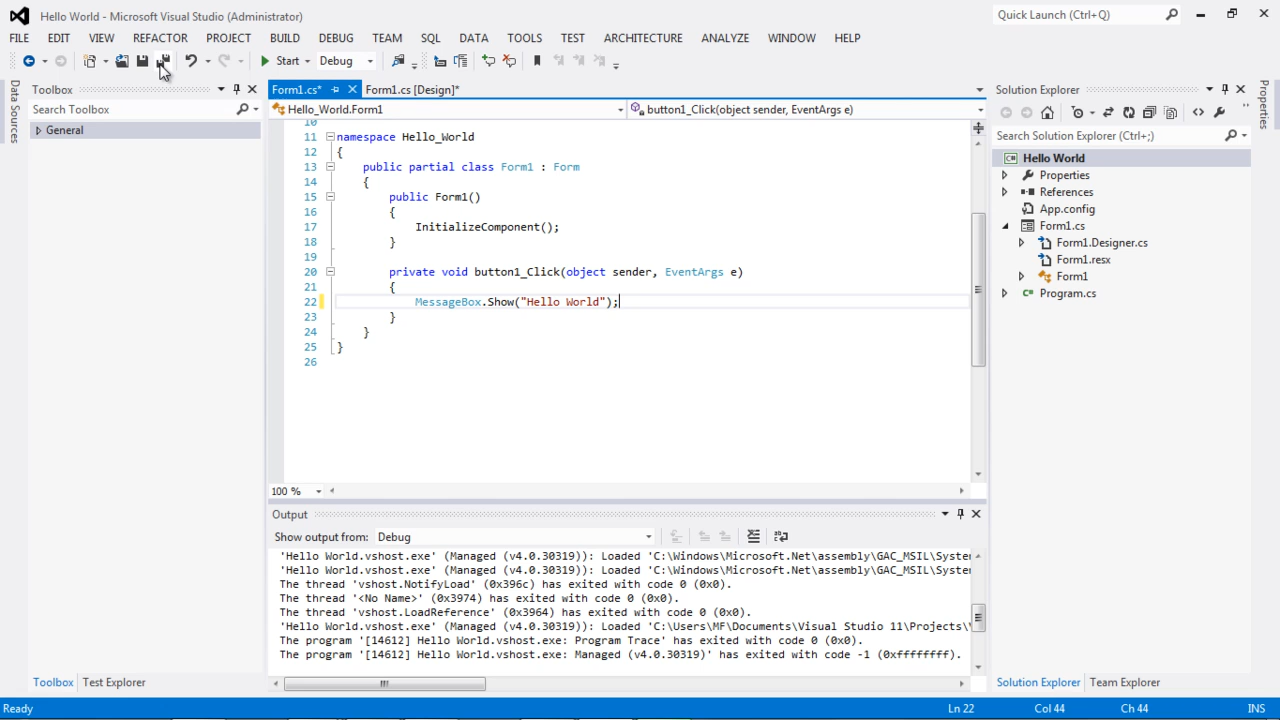 Hello World - Microsoft Visual Studio (Administrator)
Quick Launch (Ctrl+Q)
FILE EDIT VIEW REFACTOR PROJECT BUILD DEBUG TEAM SQL DATA TOOLS TEST ARCHITECTURE ANALYZE WINDOW HELP
Start Debug
Data Sources
Toolbox
Search Toolbox
General
Form1.cs* Form1.cs [Design]*
Hello_World.Form1 button1_Click(object sender, EventArgs e)
10
11 namespace Hello_World
12 {
13 public partial class Form1 : Form
14 {
15 public Form1()
16 {
17 InitializeComponent();
18 }
19
20 private void button1_Click(object sender, EventArgs e)
21 {
22 MessageBox.Show("Hello World");
23 }
24 }
25 }
26
100 %
Output
Show output from: Debug
'Hello World.vshost.exe' (Managed (v4.0.30319)): Loaded 'C:\Windows\Microsoft.Net\assembly\GAC_MSIL\System
'Hello World.vshost.exe' (Managed (v4.0.30319)): Loaded 'C:\Windows\Microsoft.Net\assembly\GAC_MSIL\System
The thread 'vshost.NotifyLoad' (0x396c) has exited with code 0 (0x0).
The thread '<No Name>' (0x3974) has exited with code 0 (0x0).
The thread 'vshost.LoadReference' (0x3964) has exited with code 0 (0x0).
'Hello World.vshost.exe' (Managed (v4.0.30319)): Loaded 'C:\Users\MF\Documents\Visual Studio 11\Projects\
The program '[14612] Hello World.vshost.exe: Program Trace' has exited with code 0 (0x0).
The program '[14612] Hello World.vshost.exe: Managed (v4.0.30319)' has exited with code -1 (0xffffffff).
Toolbox Test Explorer
Solution Explorer
Search Solution Explorer (Ctrl+;)
Hello World
Properties
References
App.config
Form1.cs
Form1.Designer.cs
Form1.resx
Form1
Program.cs
Solution Explorer Team Explorer
Properties
Ready Ln 22 Col 44 Ch 44 INS